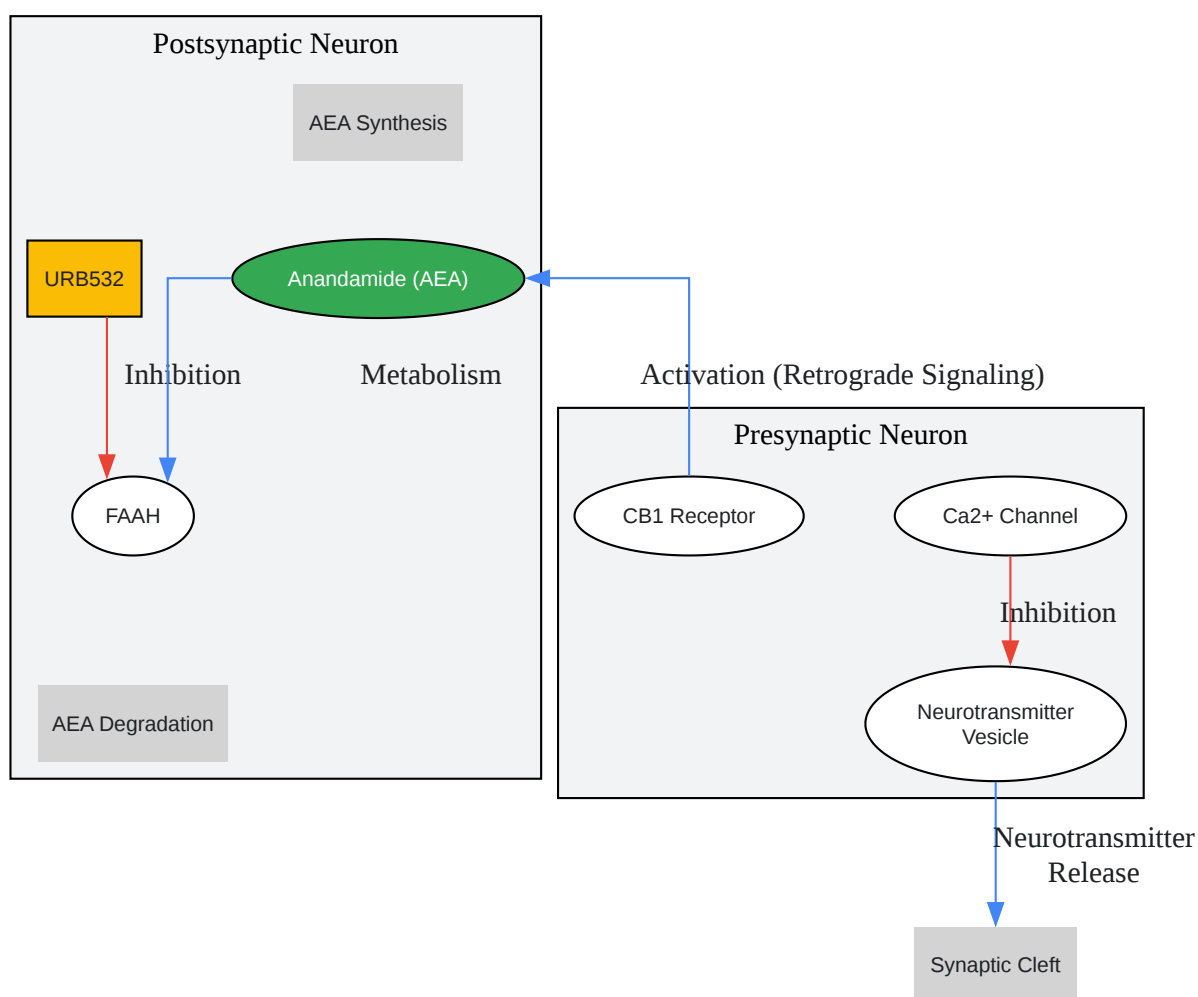 Postsynaptic Neuron
AEA Synthesis
URB532
Anandamide (AEA)
Inhibition
Metabolism
Activation (Retrograde Signaling)
Presynaptic Neuron
FAAH
CB1 Receptor
Ca2+ Channel
Inhibition
AEA Degradation
Neurotransmitter
Vesicle
Neurotransmitter
Release
Synaptic Cleft